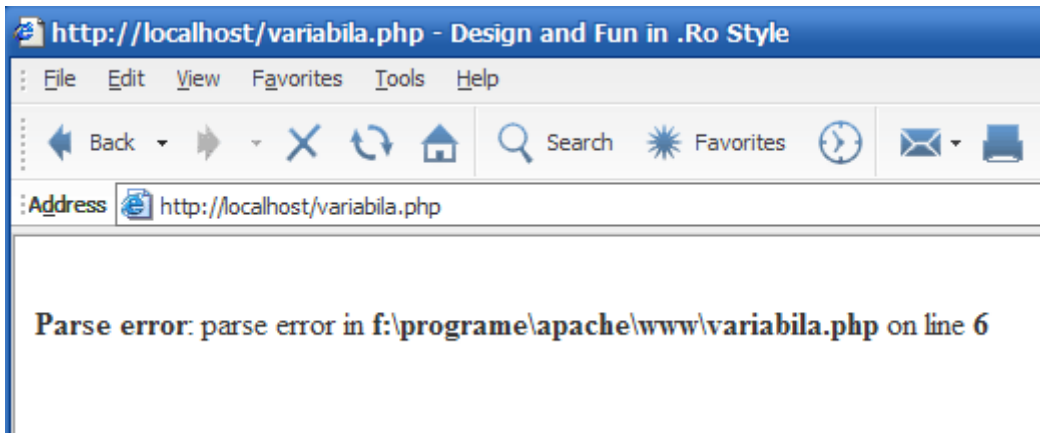 http://localhost/variabila.php - Design and Fun in .Ro Style
File Edit View Favorites Tools Help
Back Search Favorites
Address http://localhost/variabila.php
Parse error: parse error in f:\programe\apache\www\variabila.php on line 6